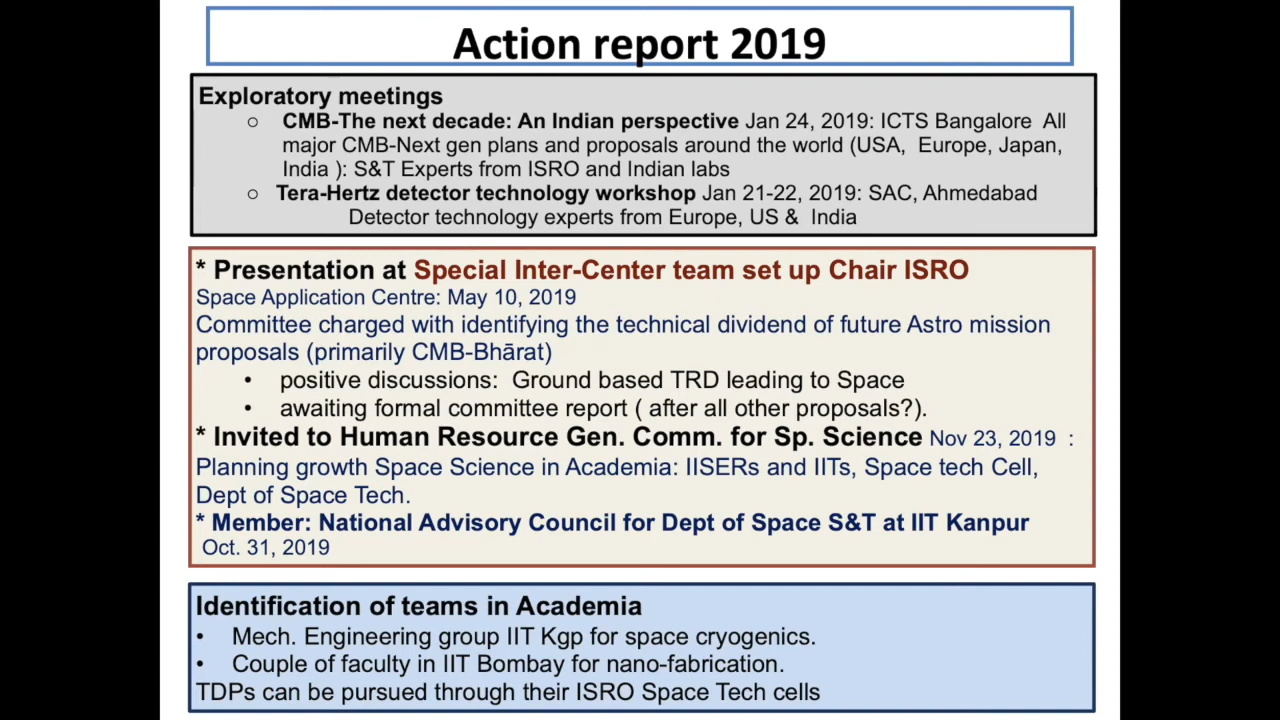 Action report 2019
Exploratory meetings
○ CMB-The next decade: An Indian perspective Jan 24, 2019: ICTS Bangalore All
major CMB-Next gen plans and proposals around the world (USA, Europe, Japan,
India ): S&T Experts from ISRO and Indian labs
○ Tera-Hertz detector technology workshop Jan 21-22, 2019: SAC, Ahmedabad
Detector technology experts from Europe, US & India
* Presentation at Special Inter-Center team set up Chair ISRO
Space Application Centre: May 10, 2019
Committee charged with identifying the technical dividend of future Astro mission
proposals (primarily CMB-Bhārat)
• positive discussions: Ground based TRD leading to Space
• awaiting formal committee report ( after all other proposals?).
* Invited to Human Resource Gen. Comm. for Sp. Science Nov 23, 2019 :
Planning growth Space Science in Academia: IISERs and IITs, Space tech Cell,
Dept of Space Tech.
* Member: National Advisory Council for Dept of Space S&T at IIT Kanpur
Oct. 31, 2019
Identification of teams in Academia
• Mech. Engineering group IIT Kgp for space cryogenics.
• Couple of faculty in IIT Bombay for nano-fabrication.
TDPs can be pursued through their ISRO Space Tech cells